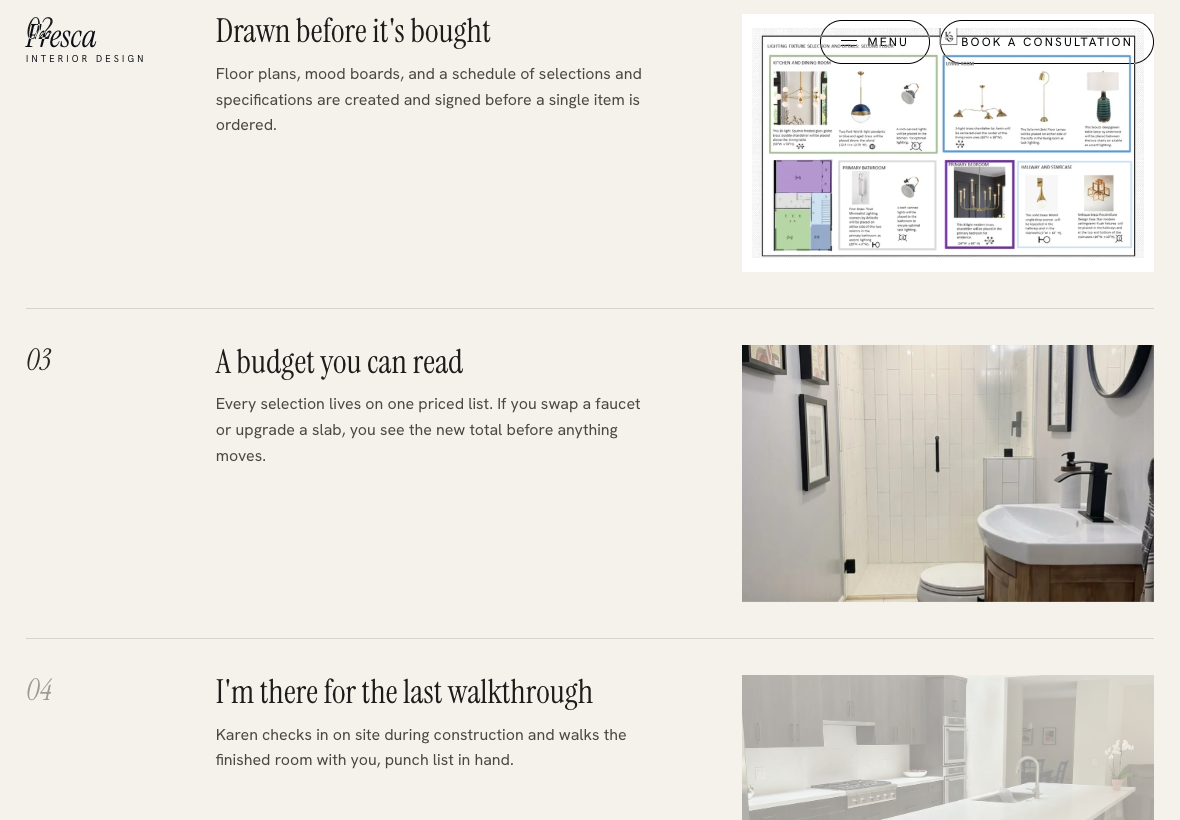 02
Fresca
INTERIOR DESIGN
MENU
BOOK A CONSULTATION
Drawn before it's bought
Floor plans, mood boards, and a schedule of selections and
specifications are created and signed before a single item is
ordered.
KITCHEN AND DINING ROOM
LIVING ROOM
PRIMARY BATHROOM
PRIMARY BEDROOM
HALLWAY AND STAIRCASE
03
A budget you can read
Every selection lives on one priced list. If you swap a faucet
or upgrade a slab, you see the new total before anything
moves.
04
I'm there for the last walkthrough
Karen checks in on site during construction and walks the
finished room with you, punch list in hand.